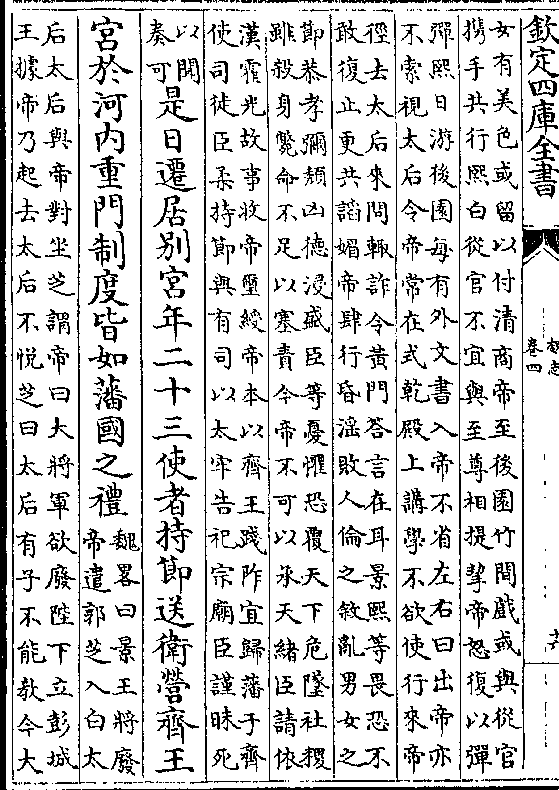 欽定四庫全書
魏志
卷四
女有美色或留以付清商帝至後園竹間戲或與從官
攜手共行熙白從官不宜與至尊相提挈帝怒復以彈
彈熙日游後園每有外文書入帝不省左右曰出帝亦
不索視太后令帝常在式乾殿上講學不欲使行來帝
徑去太后來問輒詐令黃門答言在耳景熙等畏恐不
敢復止更共諂媚帝肆行昏淫敗人倫之敘亂男女之
節恭孝彌頹凶德浸盛臣等憂懼恐覆天下危墜社稷
雖殺身斃命不足以塞責今帝不可以承天緒臣請依
漢霍光故事收帝璽綬帝本以齊王踐阼宜歸藩于齊
使司徒臣柔持節與有司以太牢告祀宗廟臣謹昧死
以聞
奏可
是日遷居别宮年二十三使者持節送衛營齊王
宮於河内重門制度皆如藩國之禮
魏畧曰景王將廢
帝遣郭芝入白太
后太后與帝對坐芝謂帝曰大將軍欲廢陛下立彭城
王據帝乃起去太后不悦芝曰太后有子不能教今大